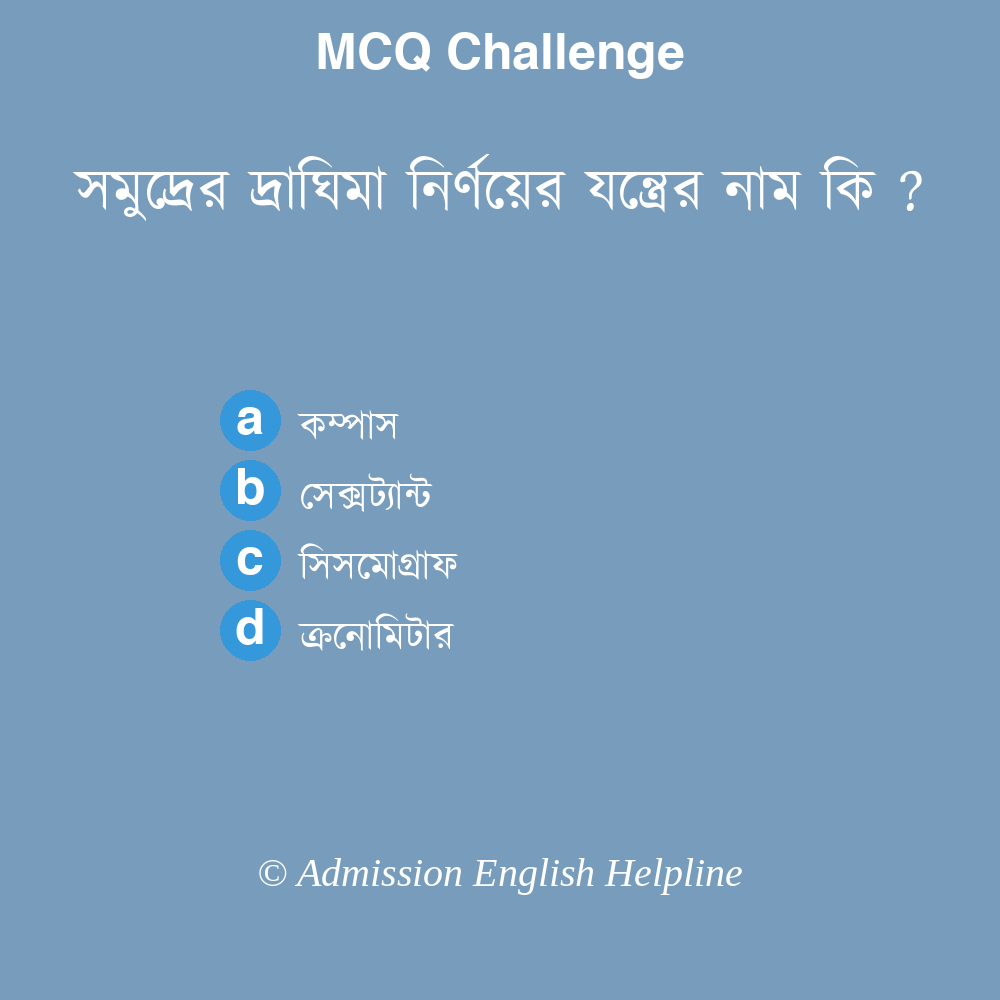 MCQ Challenge
সমুদ্রের দ্রাঘিমা নির্ণয়ের যন্ত্রের নাম কি ?
a কম্পাস
b সেক্সট্যান্ট
c সিসমোগ্রাফ
d ক্রনোমিটার
© Admission English Helpline